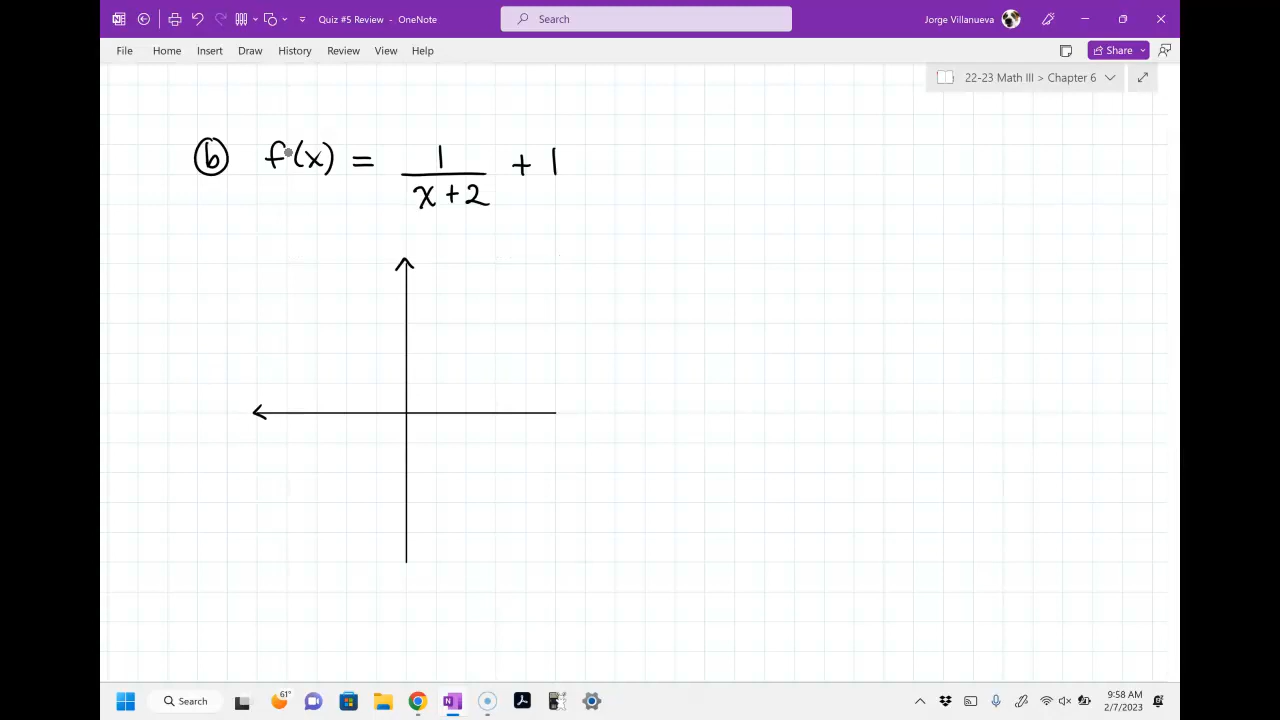 Quiz #5 Review - OneNote
Search
Jorge Villanueva
File Home Insert Draw History Review View Help
Share
22-23 Math III > Chapter 6
ⓑ f(x) = 1/(x+2) + 1
61°
Search
9:58 AM
2/7/2023